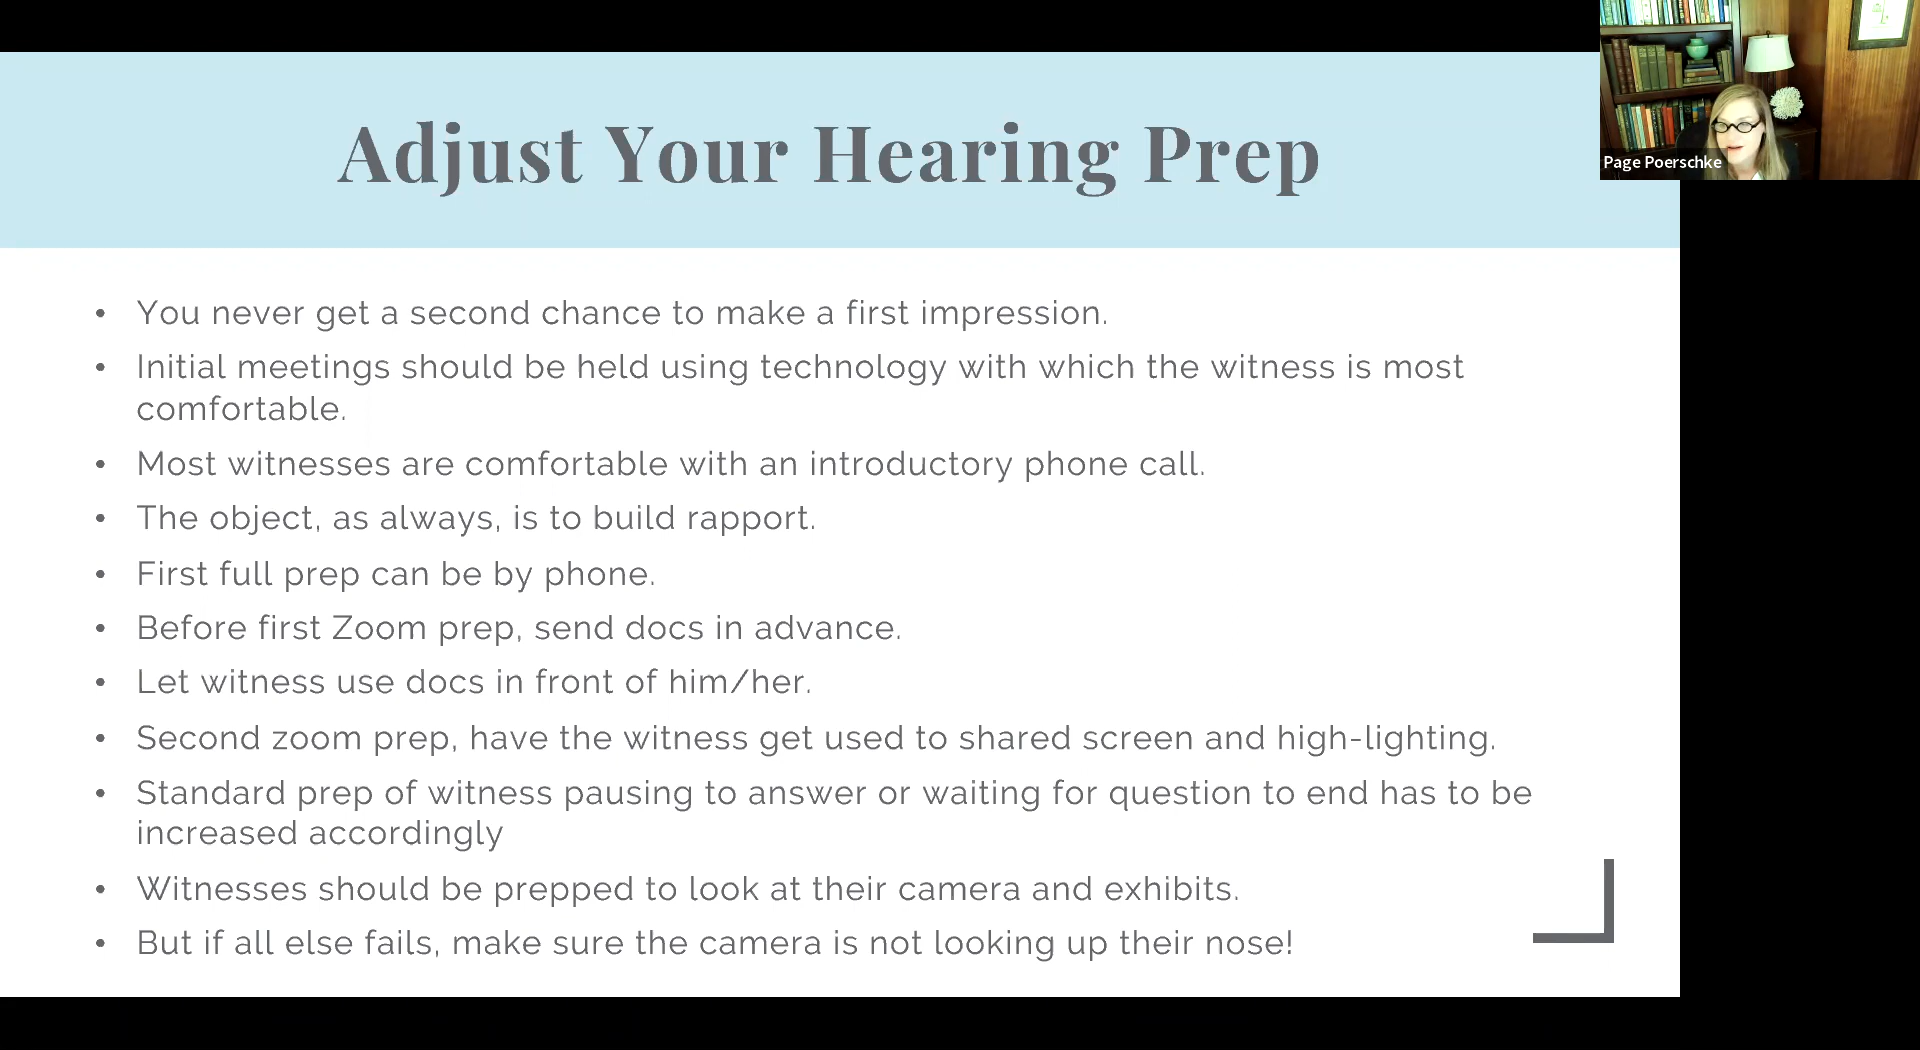 Adjust Your Hearing Prep
Page Poerschke
• You never get a second chance to make a first impression.
• Initial meetings should be held using technology with which the witness is most
comfortable.
• Most witnesses are comfortable with an introductory phone call.
• The object, as always, is to build rapport.
• First full prep can be by phone.
• Before first Zoom prep, send docs in advance.
• Let witness use docs in front of him/her.
• Second zoom prep, have the witness get used to shared screen and high-lighting.
• Standard prep of witness pausing to answer or waiting for question to end has to be
increased accordingly
• Witnesses should be prepped to look at their camera and exhibits.
• But if all else fails, make sure the camera is not looking up their nose!